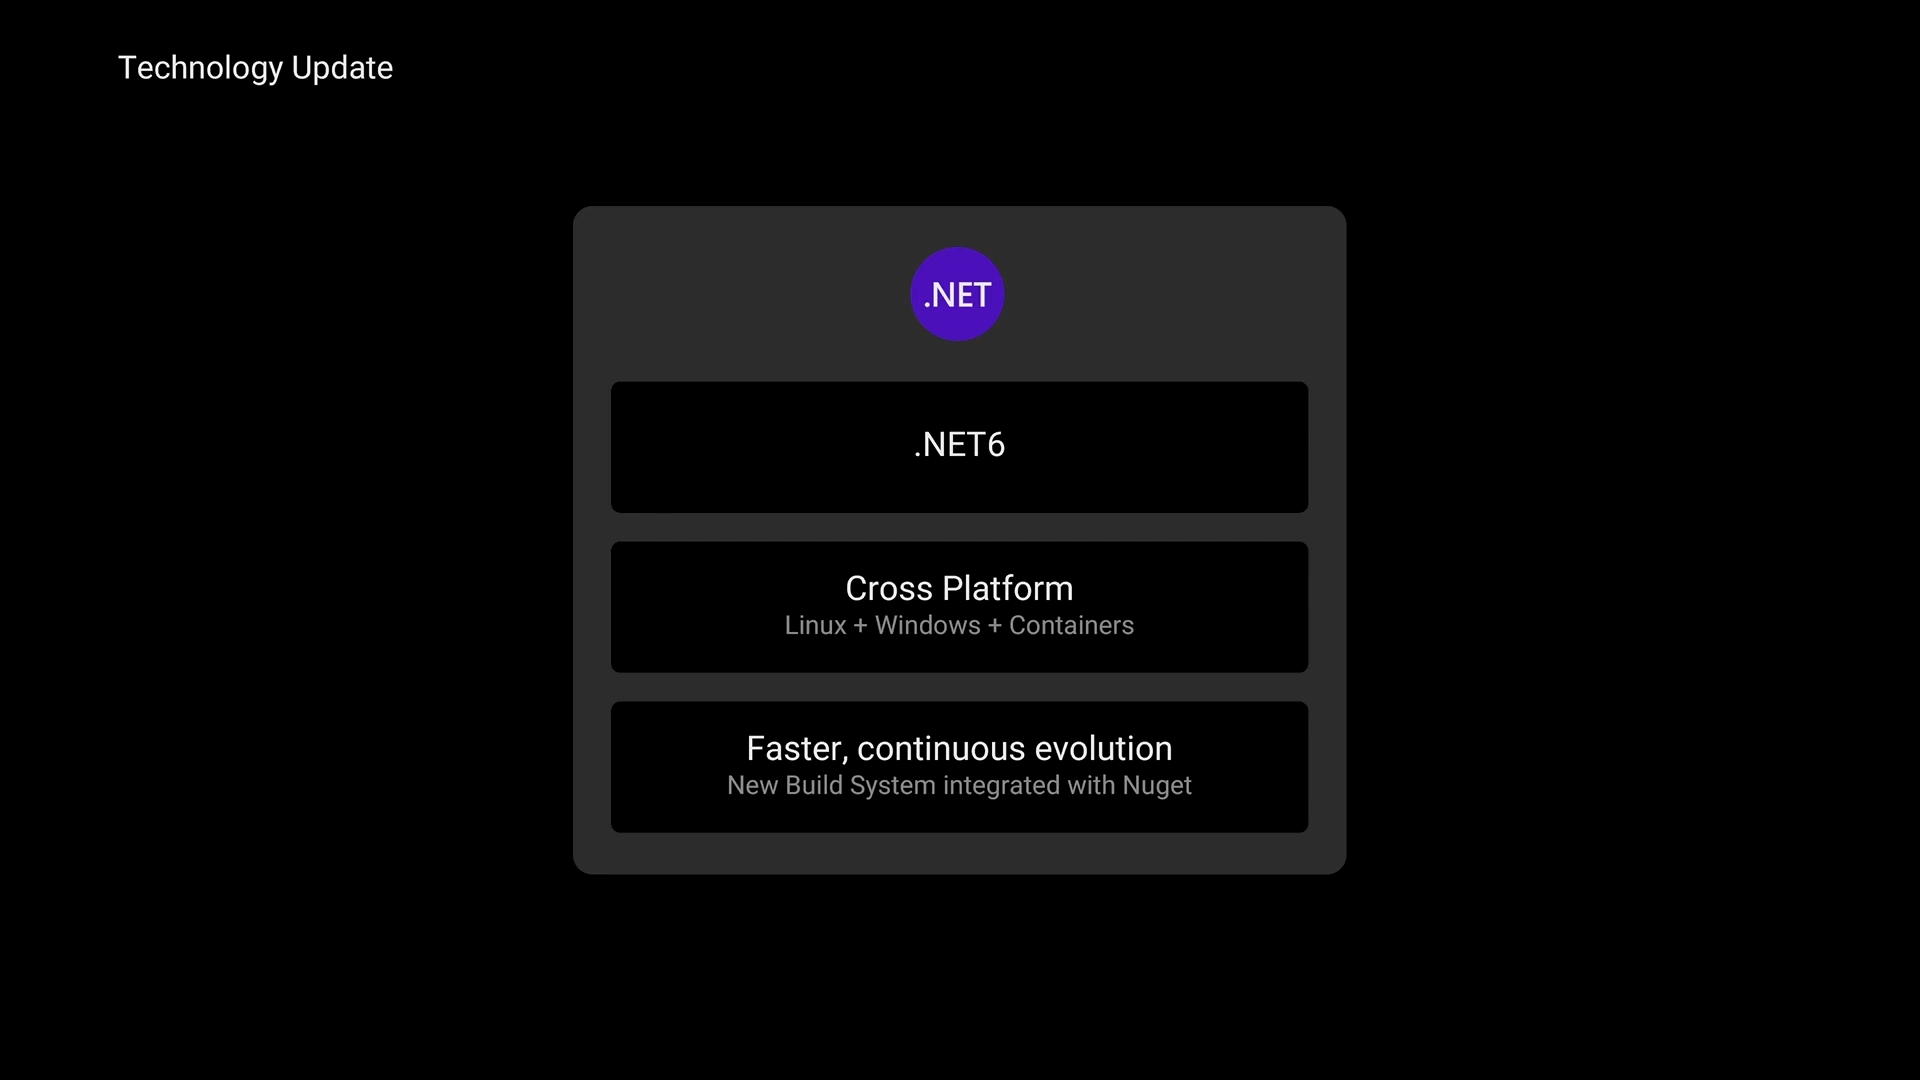 Technology Update
.NET
.NET6
Cross Platform
Linux + Windows + Containers
Faster, continuous evolution
New Build System integrated with Nuget